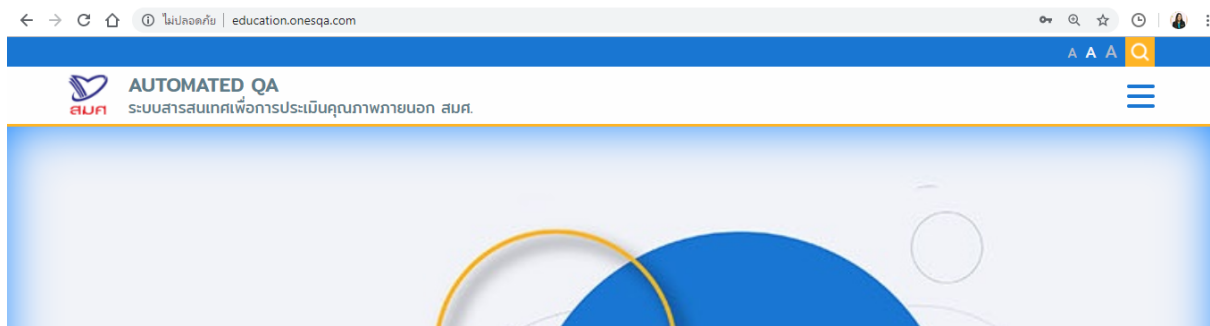 ไม่ปลอดภัย | education.onesqa.com
A A A
สมศ
AUTOMATED QA
ระบบสารสนเทศเพื่อการประเมินคุณภาพภายนอก สมศ.